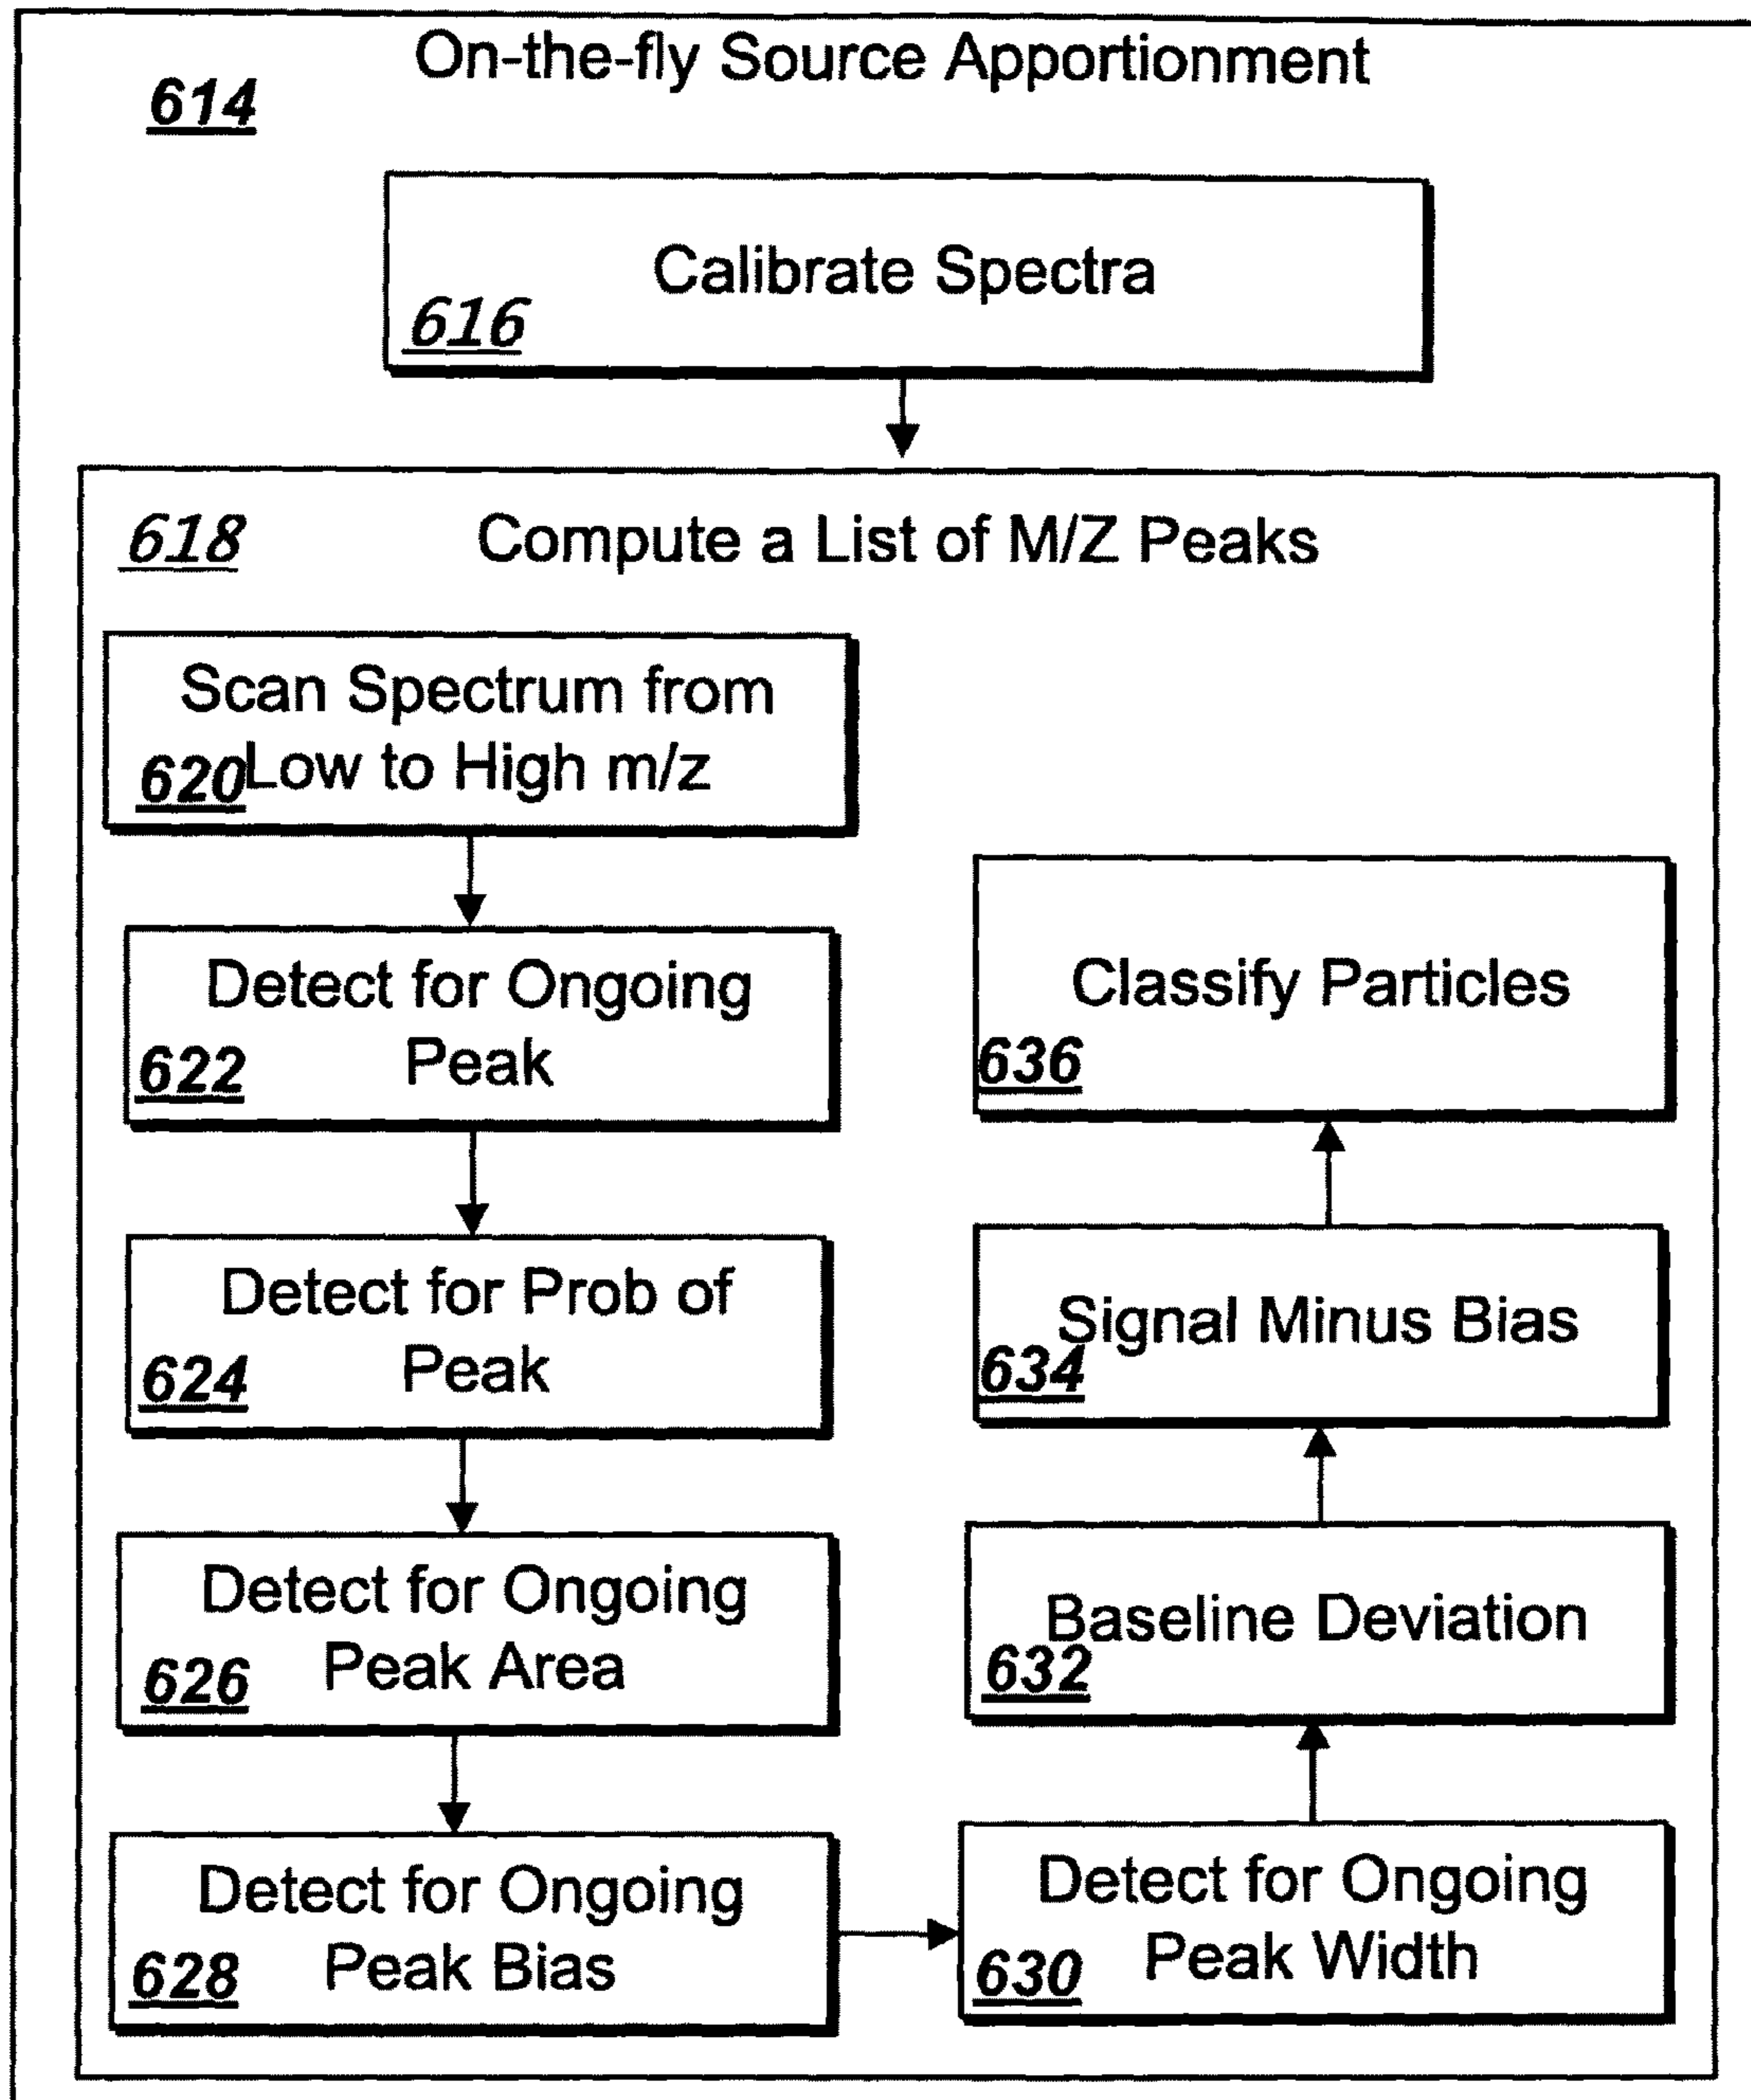 On-the-fly Source Apportionment
614
Calibrate Spectra
616
618 Compute a List of M/Z Peaks
Scan Spectrum from
620 Low to High m/z
Detect for Ongoing
622 Peak
Detect for Prob of
624 Peak
Detect for Ongoing
626 Peak Area
Detect for Ongoing
628 Peak Bias
Detect for Ongoing
630 Peak Width
Baseline Deviation
632
Signal Minus Bias
634
Classify Particles
636